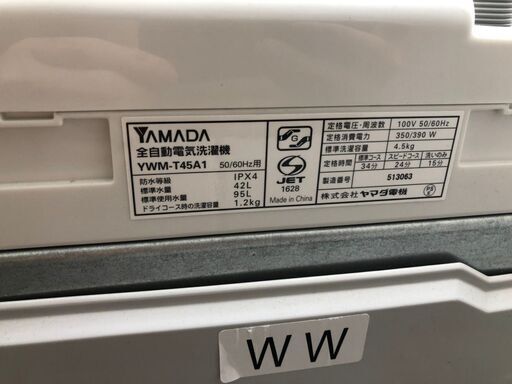 YAMADA
全自動電気洗濯機
YWM-T45A1 50/60Hz用
防水等級 IPX4
標準水量 42L
標準使用水量 95L
ドライコース時の洗濯容量 1.2kg
G
S
JET
1628
Made in China
定格電圧・周波数 100V 50/60Hz
定格消費電力 350/390 W
標準洗濯容量 4.5kg
標準コース スピードコース 洗いのみ
34分 24分 15分
製造番号 513063
株式会社 ヤマダ電機
PS E
WW